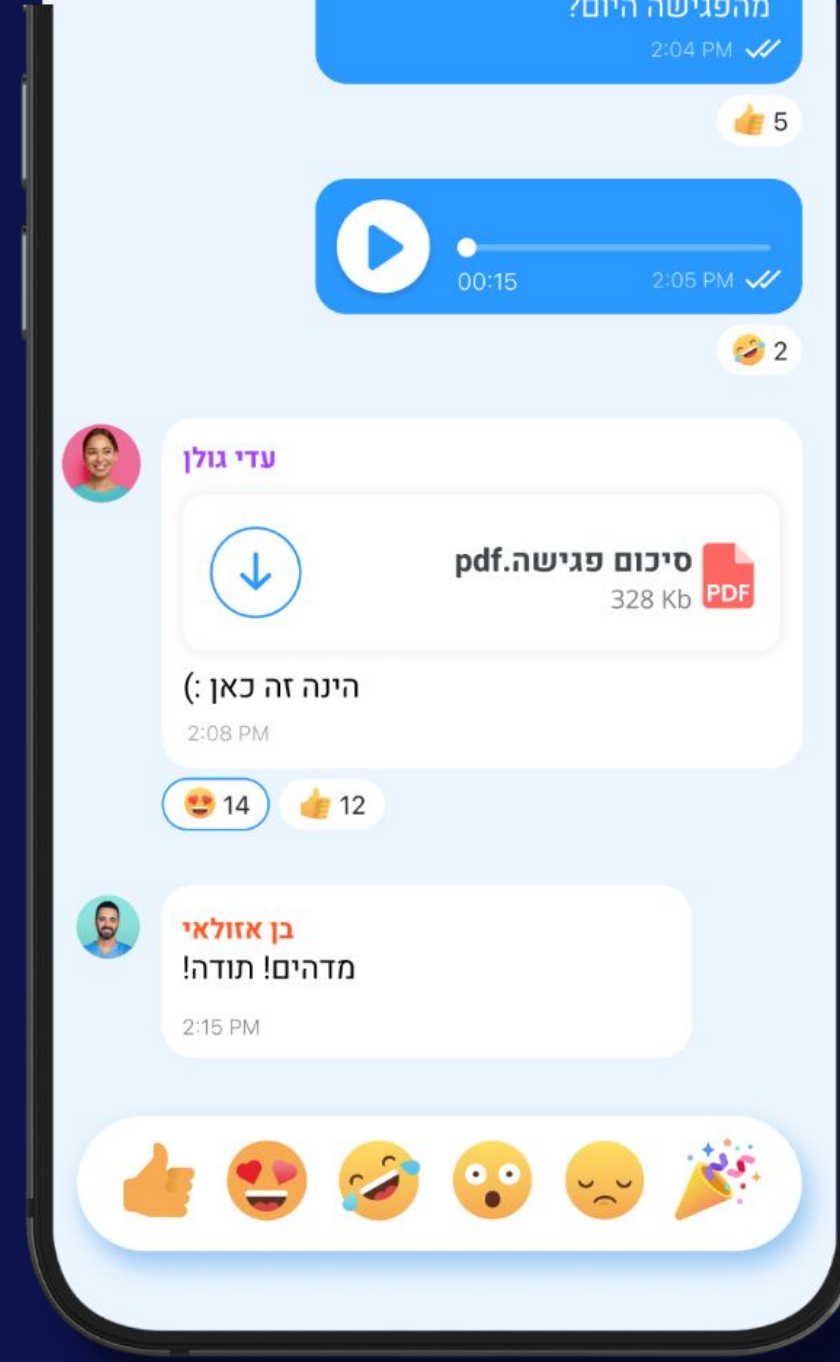 מהפגישה היום?
2:04 PM
5
00:15 2:05 PM
2
עדי גולן
סיכום פגישה.pdf
328 Kb PDF
הינה זה כאן :)
2:08 PM
14 12
בן אזולאי
מדהים! תודה!
2:15 PM